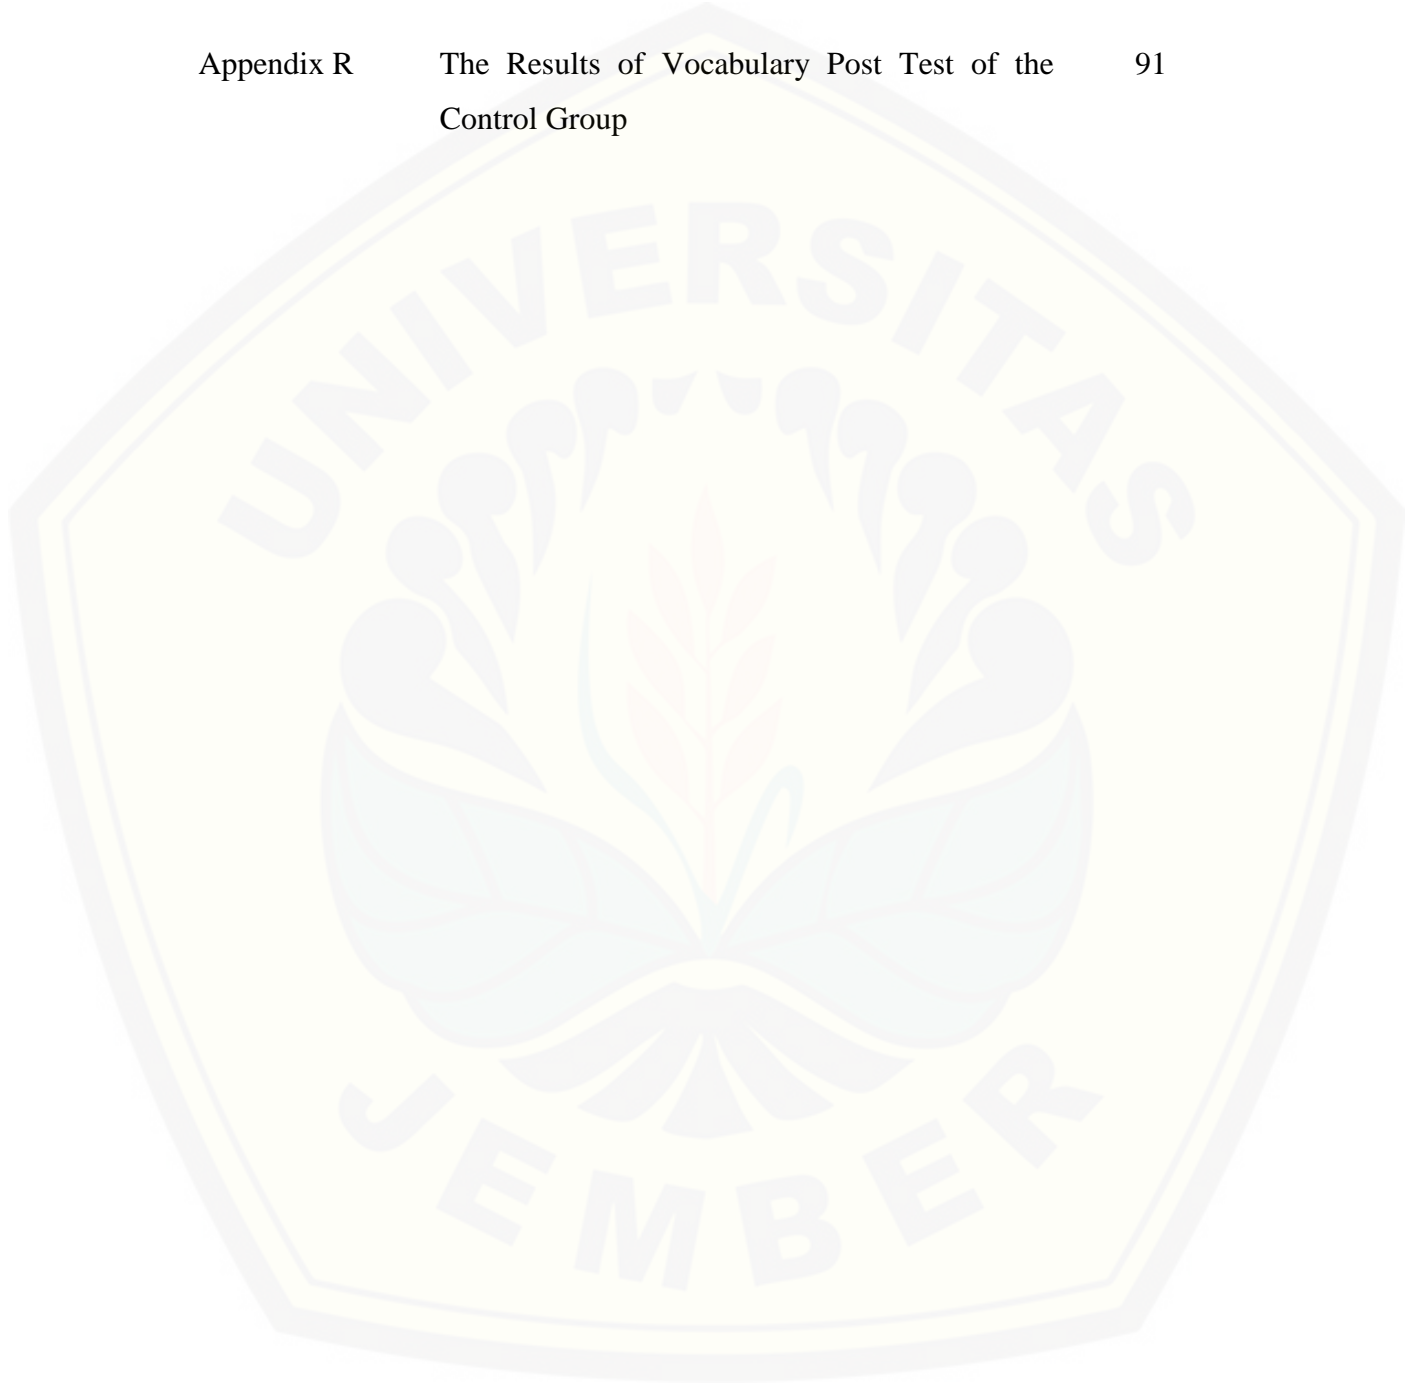 Appendix R The Results of Vocabulary Post Test of the 91
Control Group
UNIVERSITAS
JEMBER